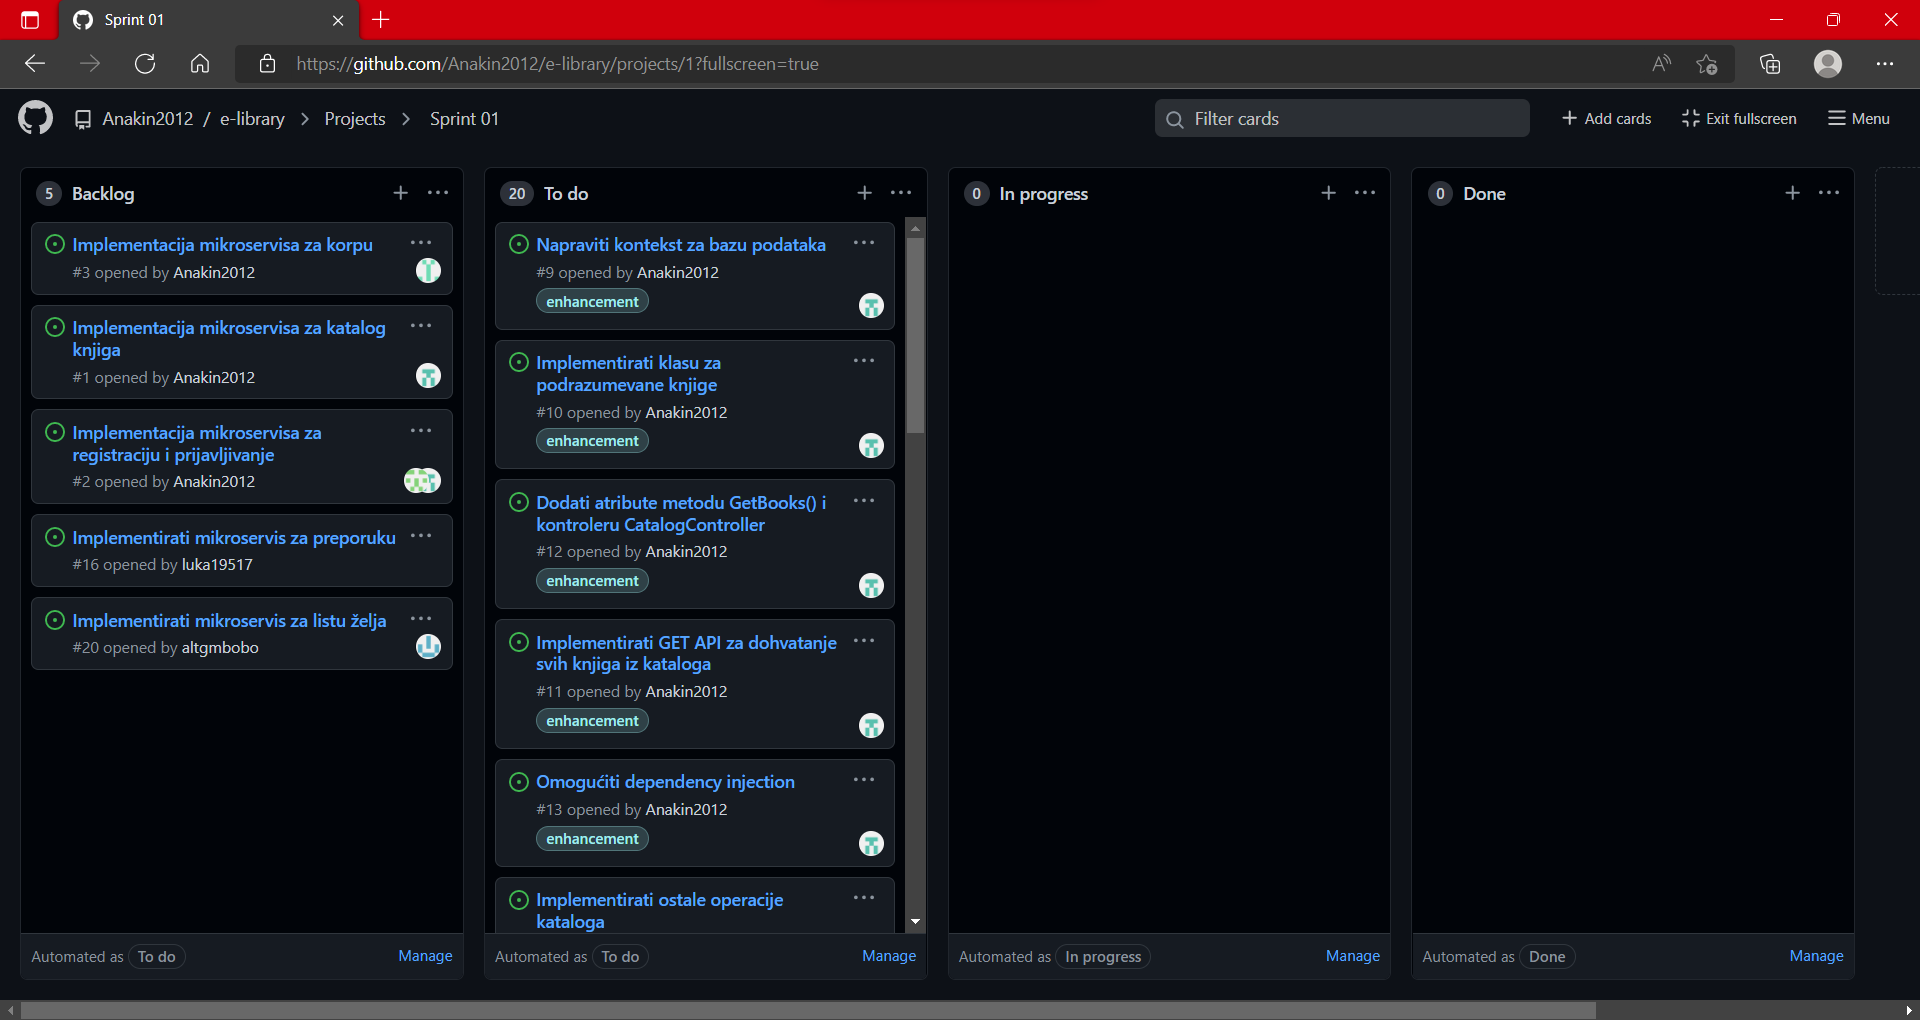 Sprint 01
https://github.com/Anakin2012/e-library/projects/1?fullscreen=true
Anakin2012 / e-library > Projects > Sprint 01
Filter cards
Add cards
Exit fullscreen
Menu
5 Backlog
Implementacija mikroservisa za korpu
#3 opened by Anakin2012
Implementacija mikroservisa za katalog
knjiga
#1 opened by Anakin2012
Implementacija mikroservisa za
registraciju i prijavljivanje
#2 opened by Anakin2012
Implementirati mikroservis za preporuku
#16 opened by luka19517
Implementirati mikroservis za listu želja
#20 opened by altgmbobo
Automated as To do
Manage
20 To do
Napraviti kontekst za bazu podataka
#9 opened by Anakin2012
enhancement
Implementirati klasu za
podrazumevane knjige
#10 opened by Anakin2012
enhancement
Dodati atribute metodu GetBooks() i
kontroleru CatalogController
#12 opened by Anakin2012
enhancement
Implementirati GET API za dohvatanje
svih knjiga iz kataloga
#11 opened by Anakin2012
enhancement
Omogućiti dependency injection
#13 opened by Anakin2012
enhancement
Implementirati ostale operacije
kataloga
Automated as To do
Manage
0 In progress
Automated as In progress
Manage
0 Done
Automated as Done
Manage